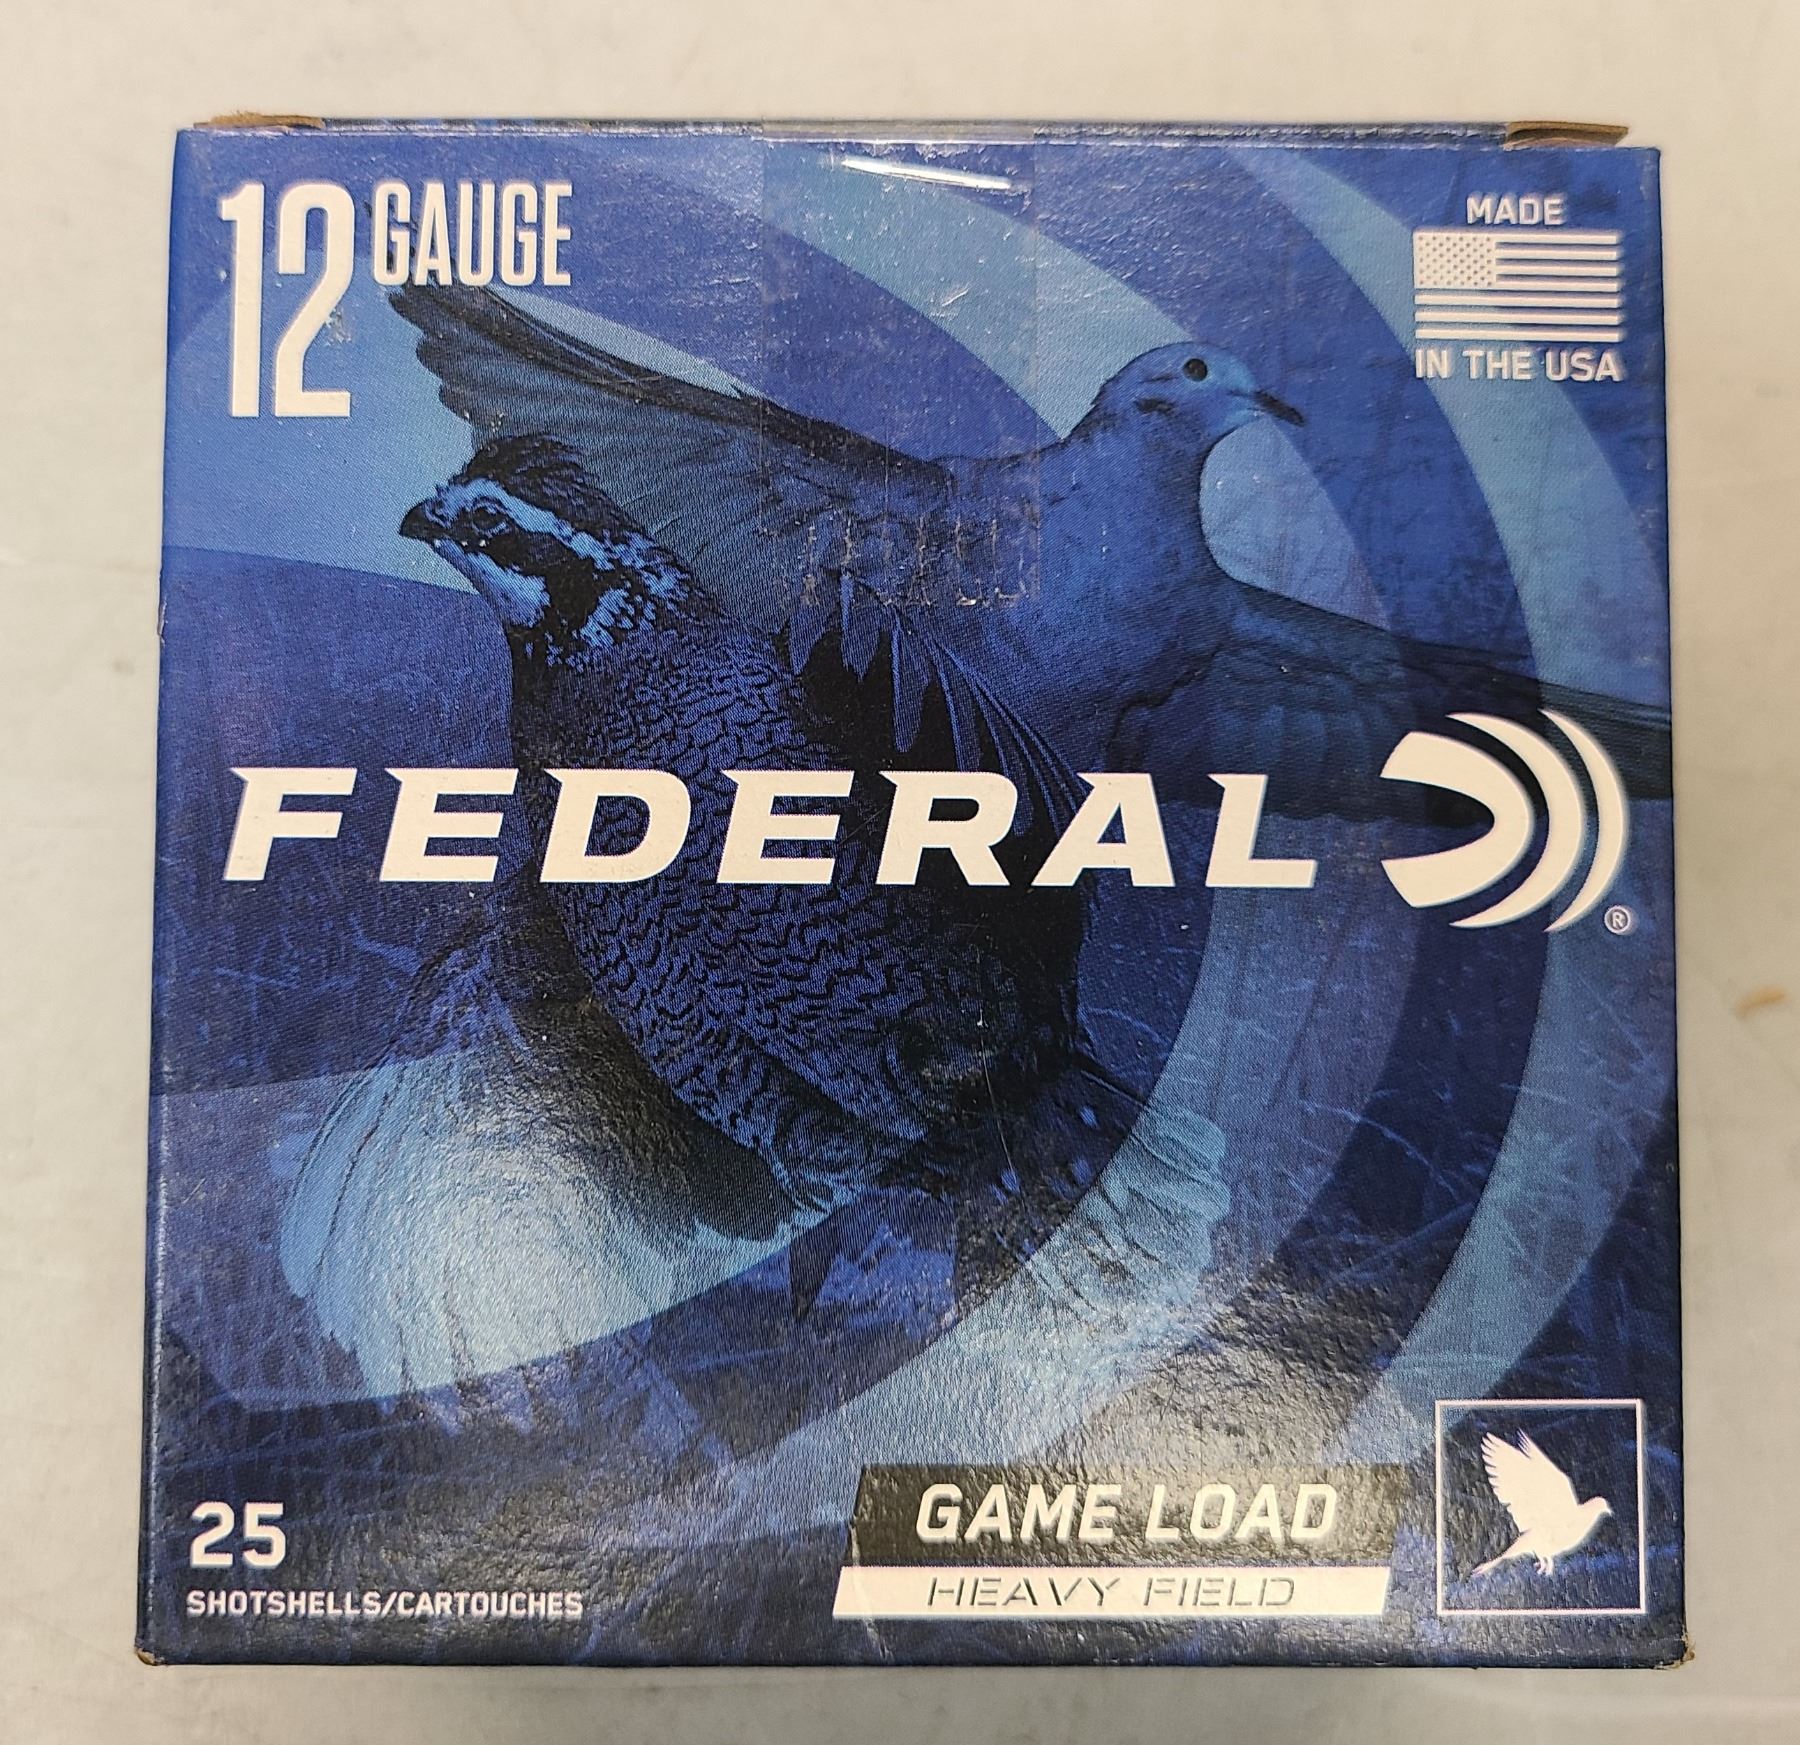 12 GAUGE
MADE
IN THE USA
FEDERAL
®
25
SHOTSHELLS/CARTOUCHES
GAME LOAD
HEAVY FIELD